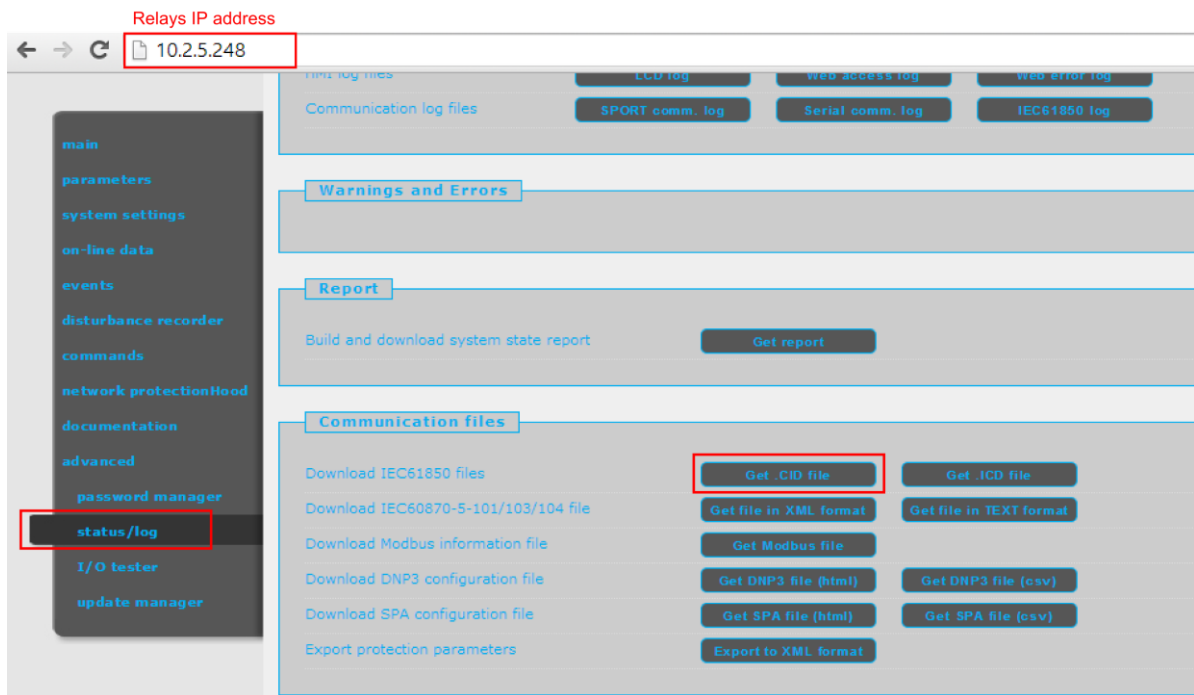 Relays IP address
10.2.5.248
HMI log files LCD log Web access log Web error log
Communication log files SPORT comm. log Serial comm. log IEC61850 log
main
parameters
system settings
on-line data
events
disturbance recorder
commands
network protectionHood
documentation
advanced
password manager
status/log
I/O tester
update manager
Warnings and Errors
Report
Build and download system state report Get report
Communication files
Download IEC61850 files Get .CID file Get .ICD file
Download IEC60870-5-101/103/104 file Get file in XML format Get file in TEXT format
Download Modbus information file Get Modbus file
Download DNP3 configuration file Get DNP3 file (html) Get DNP3 file (csv)
Download SPA configuration file Get SPA file (html) Get SPA file (csv)
Export protection parameters Export to XML format